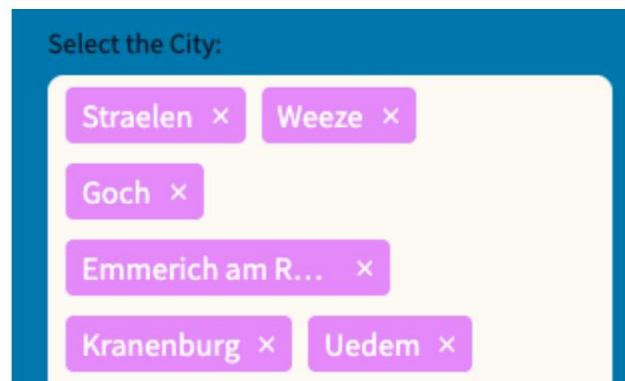 Select the City:
Straelen × Weeze ×
Goch ×
Emmerich am R... ×
Kranenburg × Uedem ×